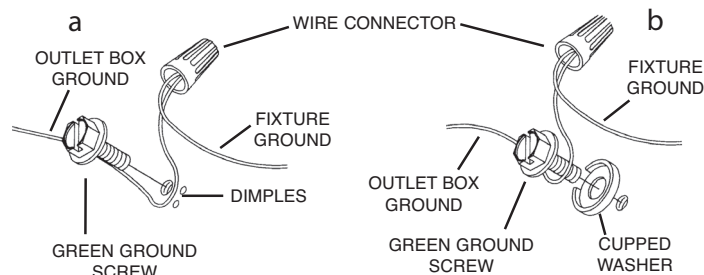 a
WIRE CONNECTOR
b
OUTLET BOX
GROUND
FIXTURE
GROUND
DIMPLES
GREEN GROUND
SCREW
FIXTURE
GROUND
OUTLET BOX
GROUND
GREEN GROUND
SCREW
CUPPED
WASHER